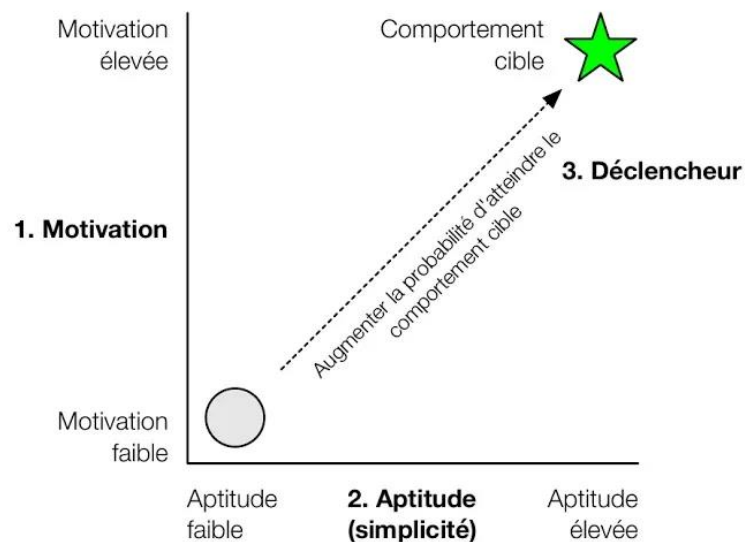 Motivation
élevée
Comportement
cible
3. Déclencheur
Augmenter la probabilité d'atteindre le
comportement cible
1. Motivation
Motivation
faible
Aptitude
faible
2. Aptitude
(simplicité)
Aptitude
élevée